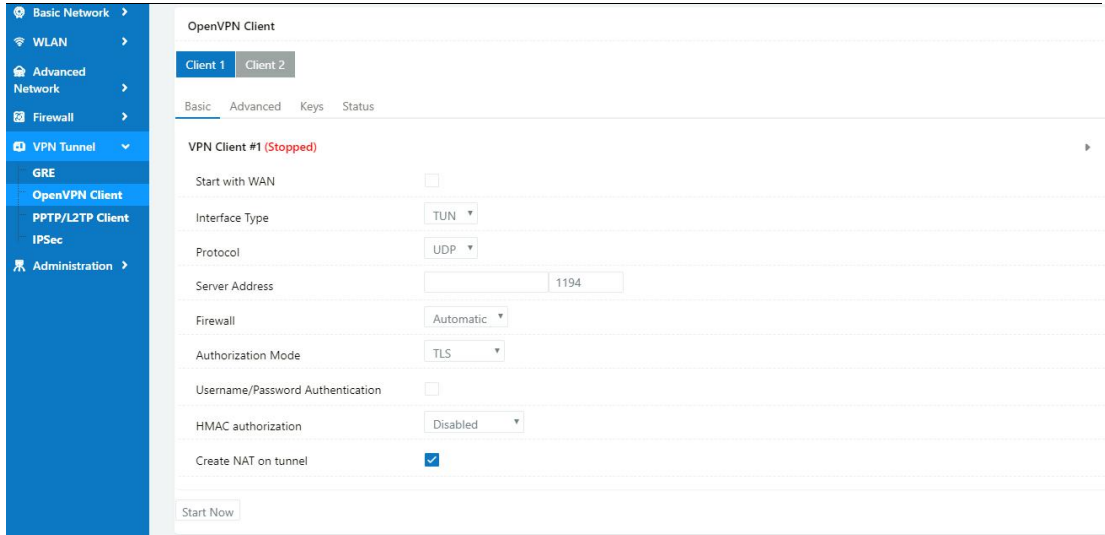 Basic Network
WLAN
Advanced
Network
Firewall
VPN Tunnel
GRE
OpenVPN Client
PPTP/L2TP Client
IPSec
Administration
OpenVPN Client
Client 1 Client 2
Basic Advanced Keys Status
VPN Client #1 (Stopped)
Start with WAN
Interface Type TUN
Protocol UDP
Server Address 1194
Firewall Automatic
Authorization Mode TLS
Username/Password Authentication
HMAC authorization Disabled
Create NAT on tunnel
Start Now